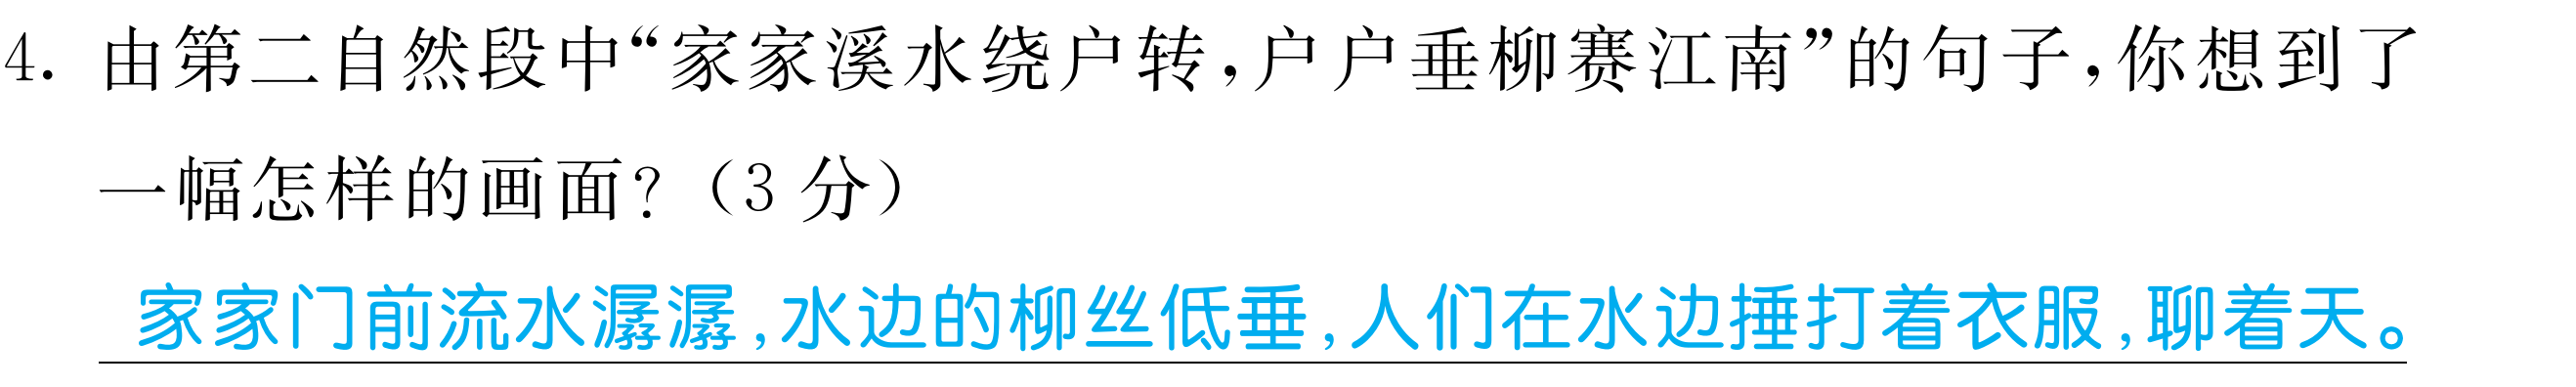 4. 由第二自然段中“家家溪水绕户转,户户垂柳赛江南”的句子,你想到了
一幅怎样的画面?(3 分)
家家门前流水潺潺,水边的柳丝低垂,人们在水边捶打着衣服,聊着天。